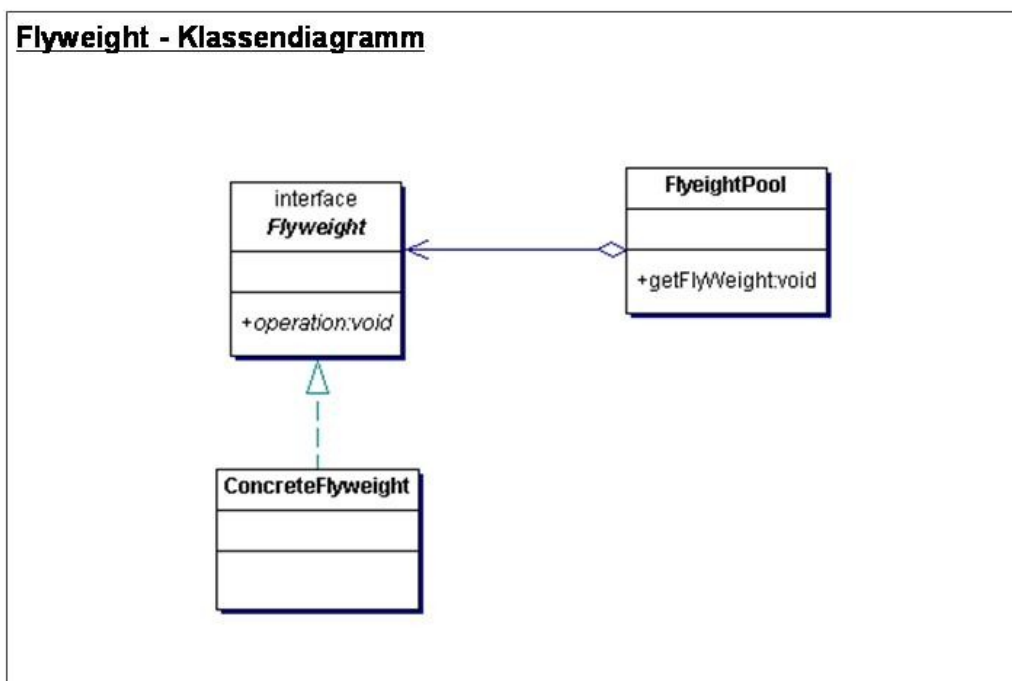 Flyweight - Klassendiagramm
interface
Flyweight
+operation:void
FlyeightPool
+getFlyWeight:void
ConcreteFlyweight